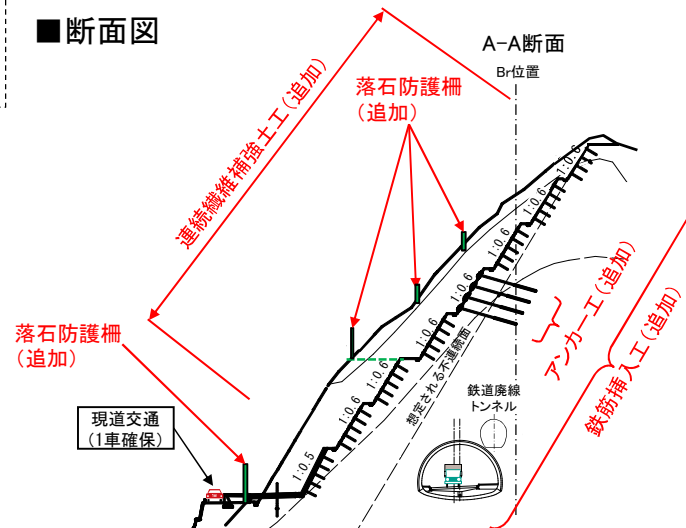 ■断面図
A-A断面
Br位置
落石防護柵
(追加)
連続繊維補強土工(追加)
1:0.6
1:0.6
1:0.6
1:0.6
1:0.6
1:0.6
1:0.6
1:0.6
1:0.5
想定される不連続面
アンカー工(追加)
鉄筋挿入工(追加)
落石防護柵
(追加)
鉄道廃線
トンネル
現道交通
(1車確保)